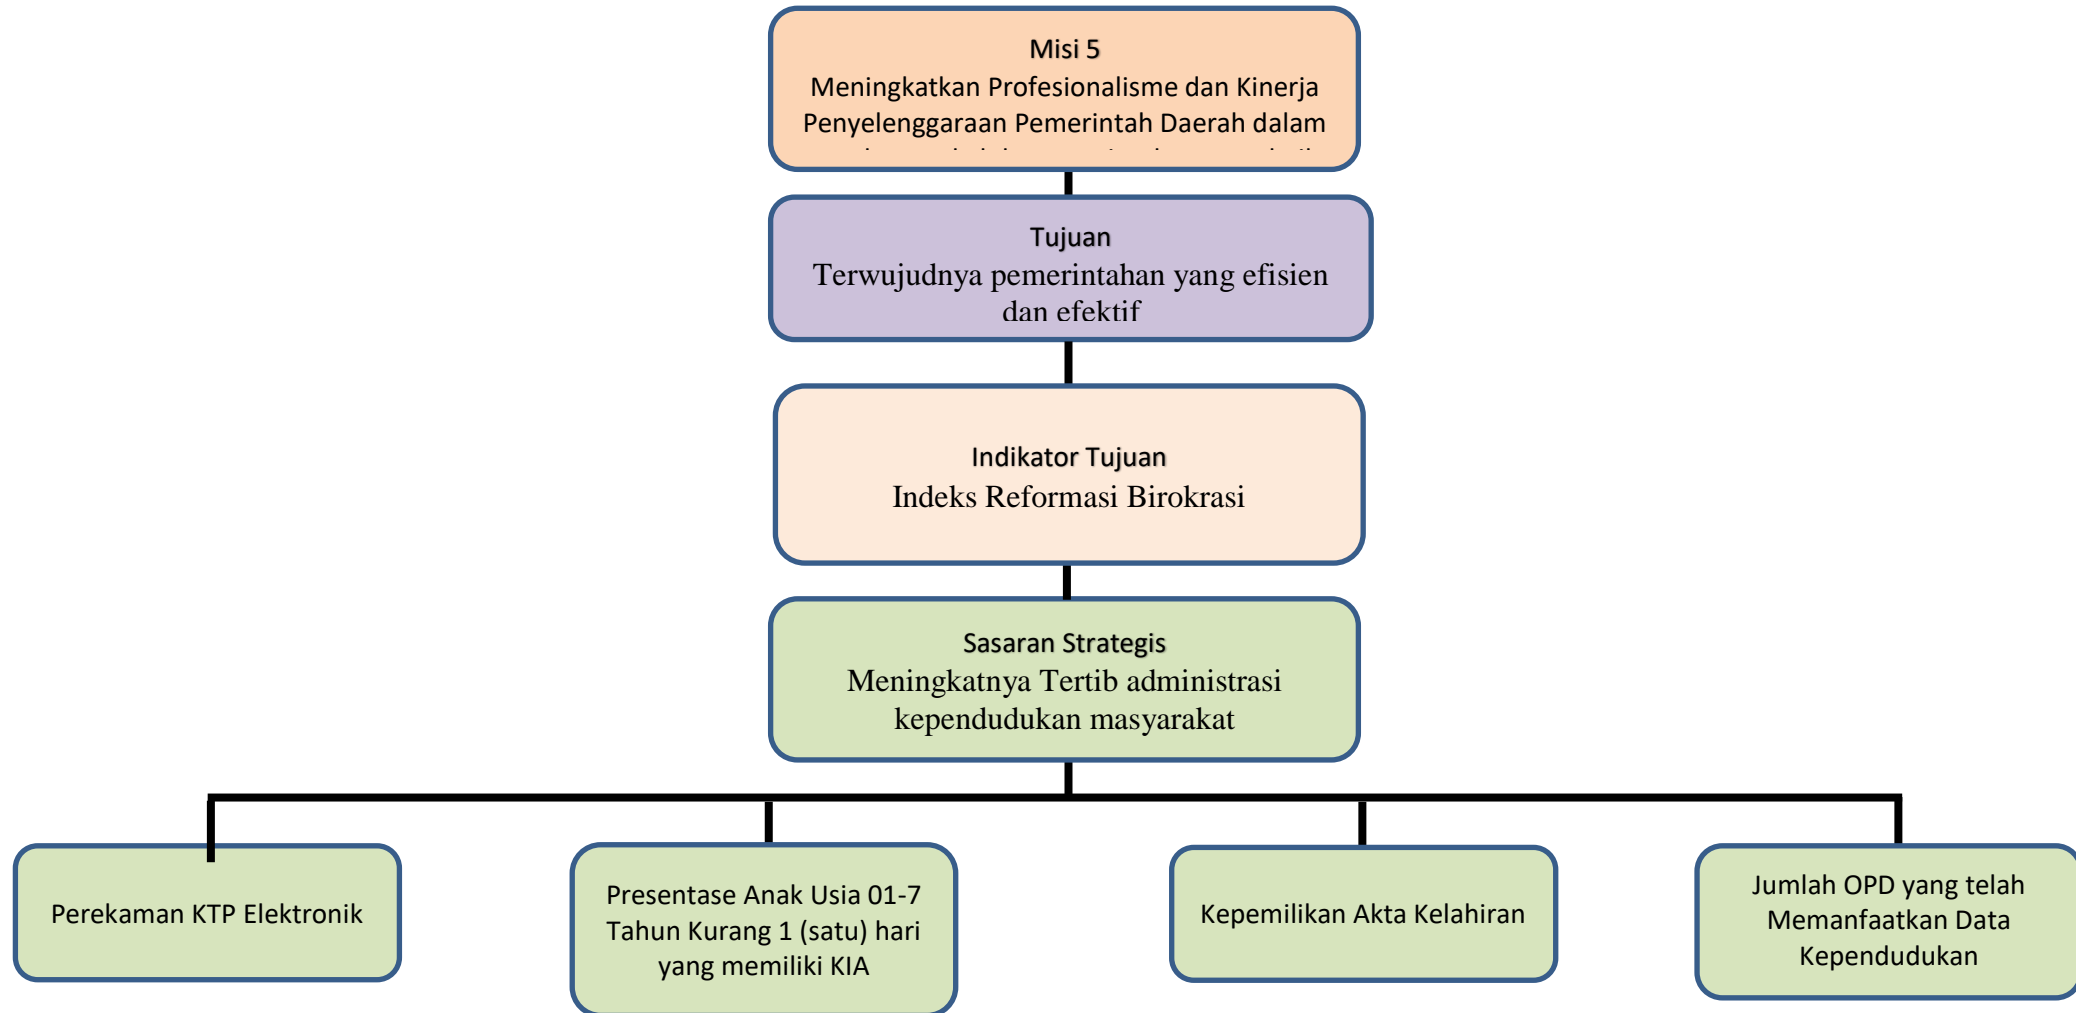 Misi 5
Meningkatkan Profesionalisme dan Kinerja
Penyelenggaraan Pemerintah Daerah dalam
Tujuan
Terwujudnya pemerintahan yang efisien
dan efektif
Indikator Tujuan
Indeks Reformasi Birokrasi
Sasaran Strategis
Meningkatnya Tertib administrasi
kependudukan masyarakat
Perekaman KTP Elektronik
Presentase Anak Usia 01-7
Tahun Kurang 1 (satu) hari
yang memiliki KIA
Kepemilikan Akta Kelahiran
Jumlah OPD yang telah
Memanfaatkan Data
Kependudukan